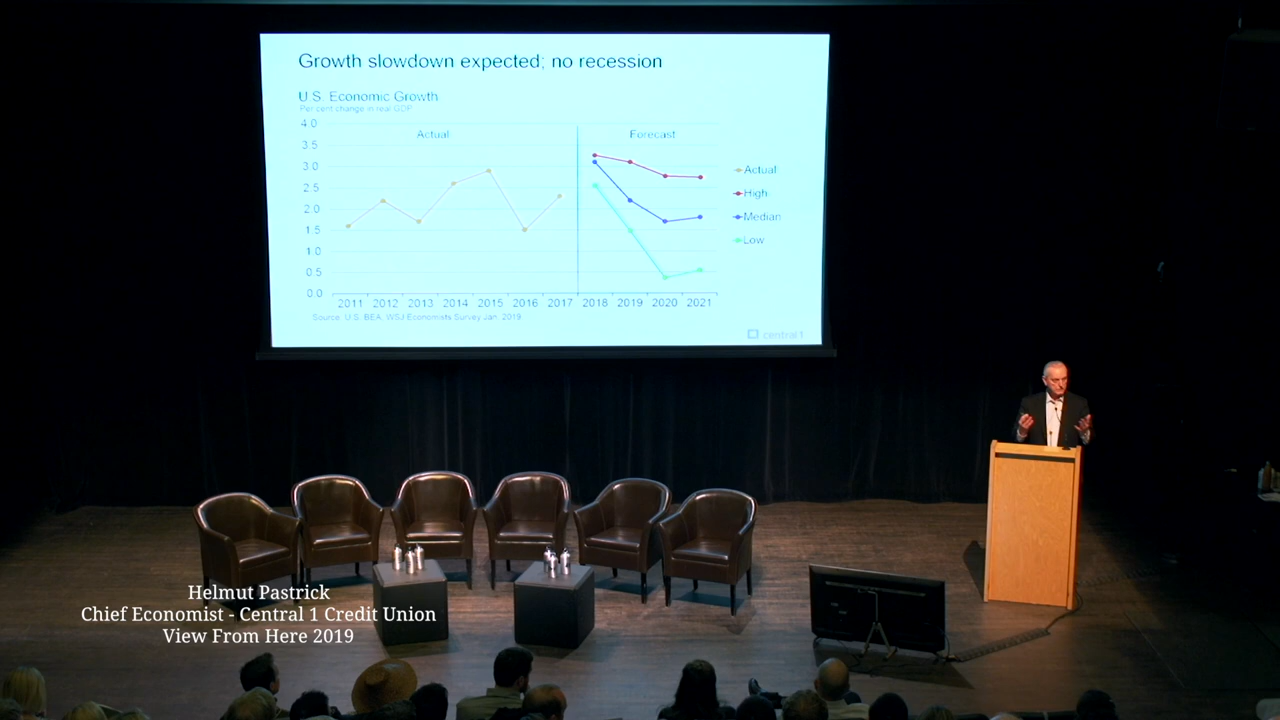 Growth slowdown expected; no recession
U.S. Economic Growth
Per cent change in real GDP
4.0
3.5
3.0
2.5
2.0
1.5
1.0
0.5
0.0
Actual
Forecast
Actual
High
Median
Low
2011 2012 2013 2014 2015 2016 2017 2018 2019 2020 2021
Source: U.S. BEA, WSJ Economists Survey Jan. 2019.
central1
Helmut Pastrick
Chief Economist - Central 1 Credit Union
View From Here 2019